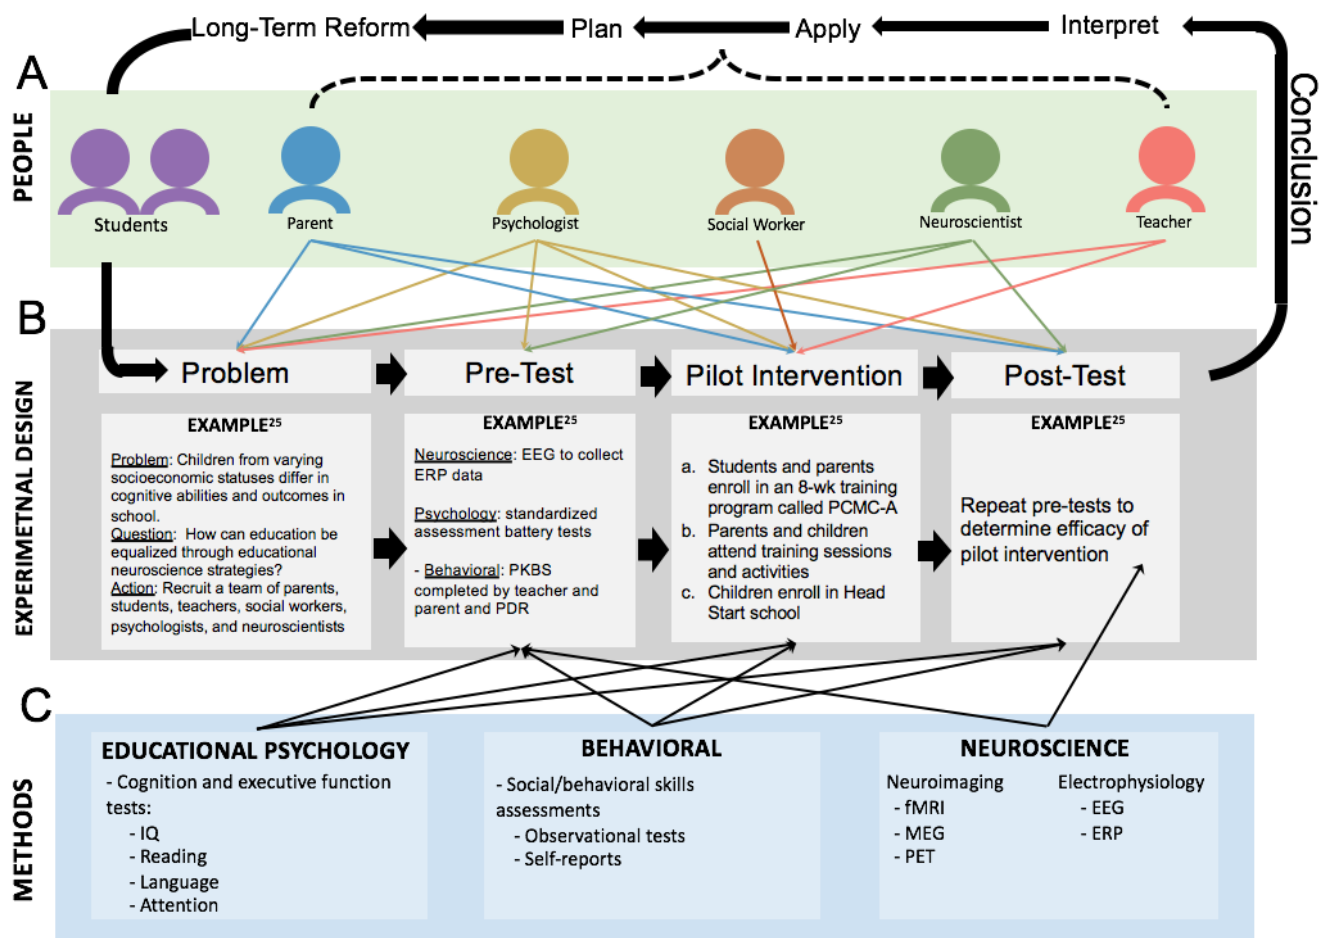 Long-Term Reform
Plan
Apply
Interpret
Conclusion
A
PEOPLE
Students
Parent
Psychologist
Social Worker
Neuroscientist
Teacher
B
EXPERIMETNAL DESIGN
Problem
Pre-Test
Pilot Intervention
Post-Test
EXAMPLE²⁵
Problem: Children from varying
socioeconomic statuses differ in
cognitive abilities and outcomes in
school.
Question: How can education be
equalized through educational
neuroscience strategies?
Action: Recruit a team of parents,
students, teachers, social workers,
psychologists, and neuroscientists
EXAMPLE²⁵
Neuroscience: EEG to collect
ERP data
Psychology: standardized
assessment battery tests
- Behavioral: PKBS
completed by teacher and
parent and PDR
EXAMPLE²⁵
a. Students and parents
enroll in an 8-wk training
program called PCMC-A
b. Parents and children
attend training sessions
and activities
c. Children enroll in Head
Start school
EXAMPLE²⁵
Repeat pre-tests to
determine efficacy of
pilot intervention
C
METHODS
EDUCATIONAL PSYCHOLOGY
- Cognition and executive function
tests:
- IQ
- Reading
- Language
- Attention
BEHAVIORAL
- Social/behavioral skills
assessments
- Observational tests
- Self-reports
NEUROSCIENCE
Neuroimaging
- fMRI
- MEG
- PET
Electrophysiology
- EEG
- ERP